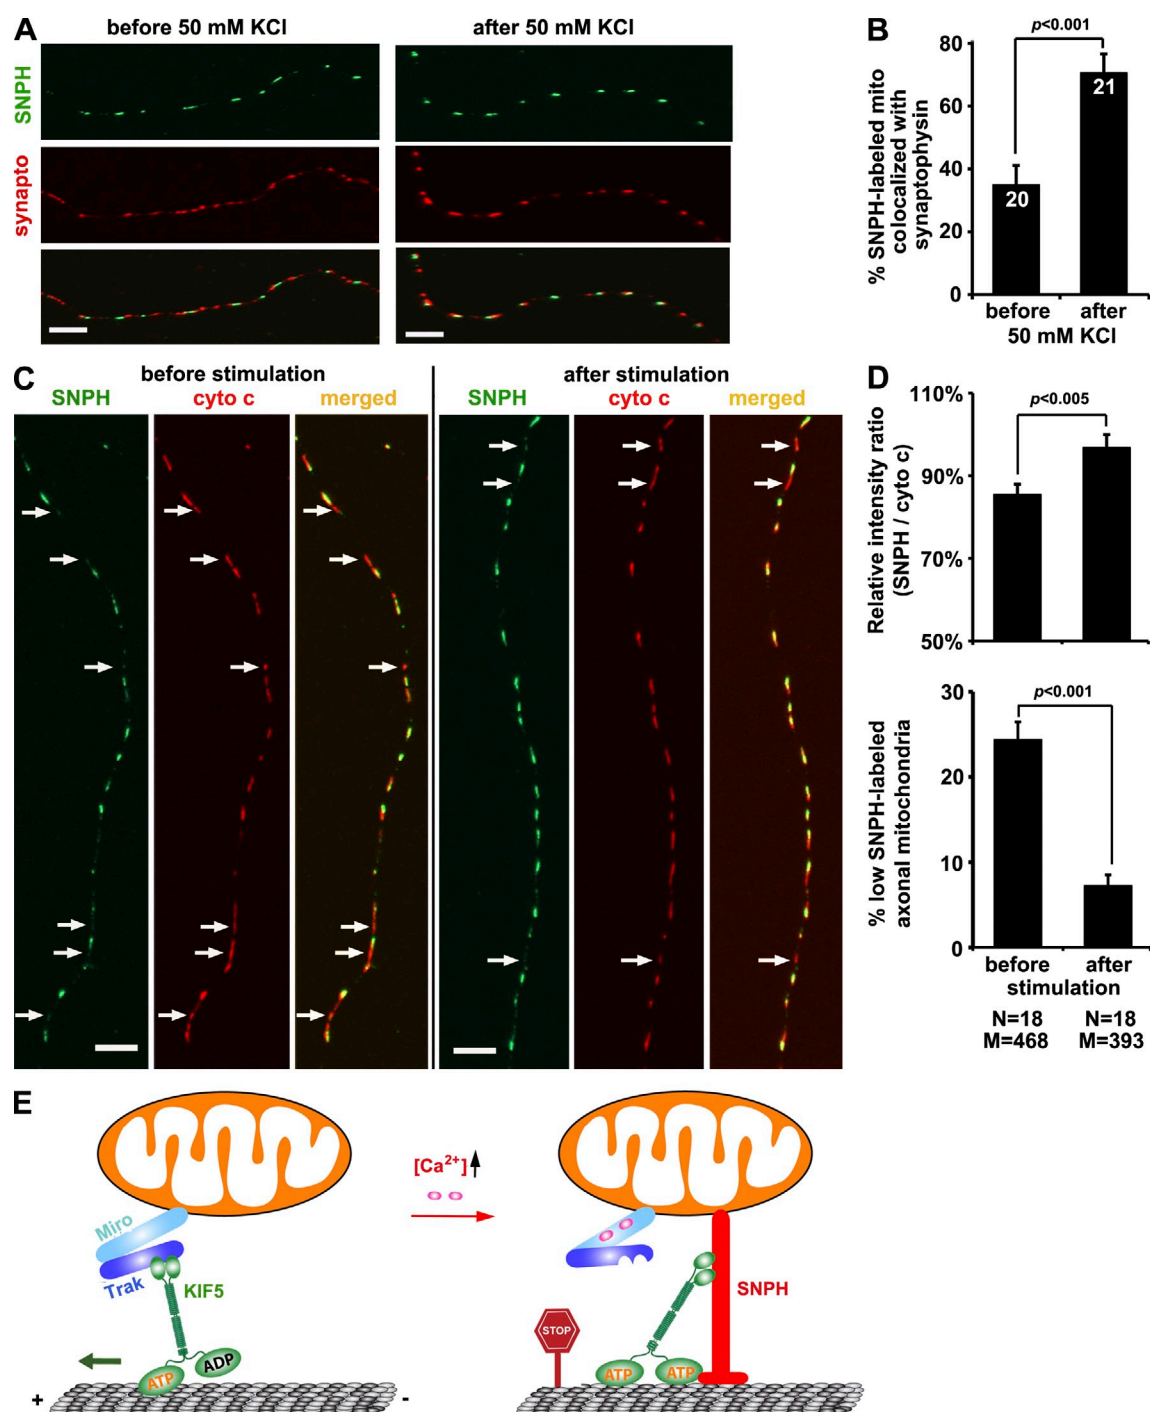 A
before 50 mM KCl
after 50 mM KCl
SNPH
synapto
B
p<0.001
80
60
40
20
0
% SNPH-labeled mito
colocalized with
synaptophysin
20
21
before
after
50 mM KCl
C
before stimulation
after stimulation
SNPH
cyto c
merged
SNPH
cyto c
merged
D
110%
90%
70%
50%
Relative intensity ratio
(SNPH / cyto c)
p<0.005
30
20
10
0
% low SNPH-labeled
axonal mitochondria
p<0.001
before
after
stimulation
N=18
N=18
M=468
M=393
E
Miro
Trak
KIF5
ATP
ADP
+
-
[Ca2+]
SNPH
STOP
ATP
ATP